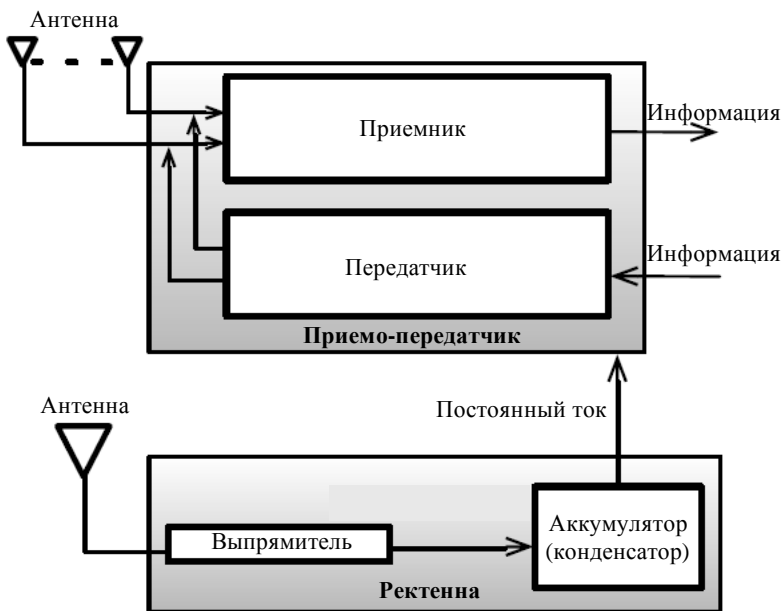 Антенна
Приемник
Информация
Передатчик
Информация
Приемо-передатчик
Антенна
Постоянный ток
Выпрямитель
Аккумулятор
(конденсатор)
Ректенна